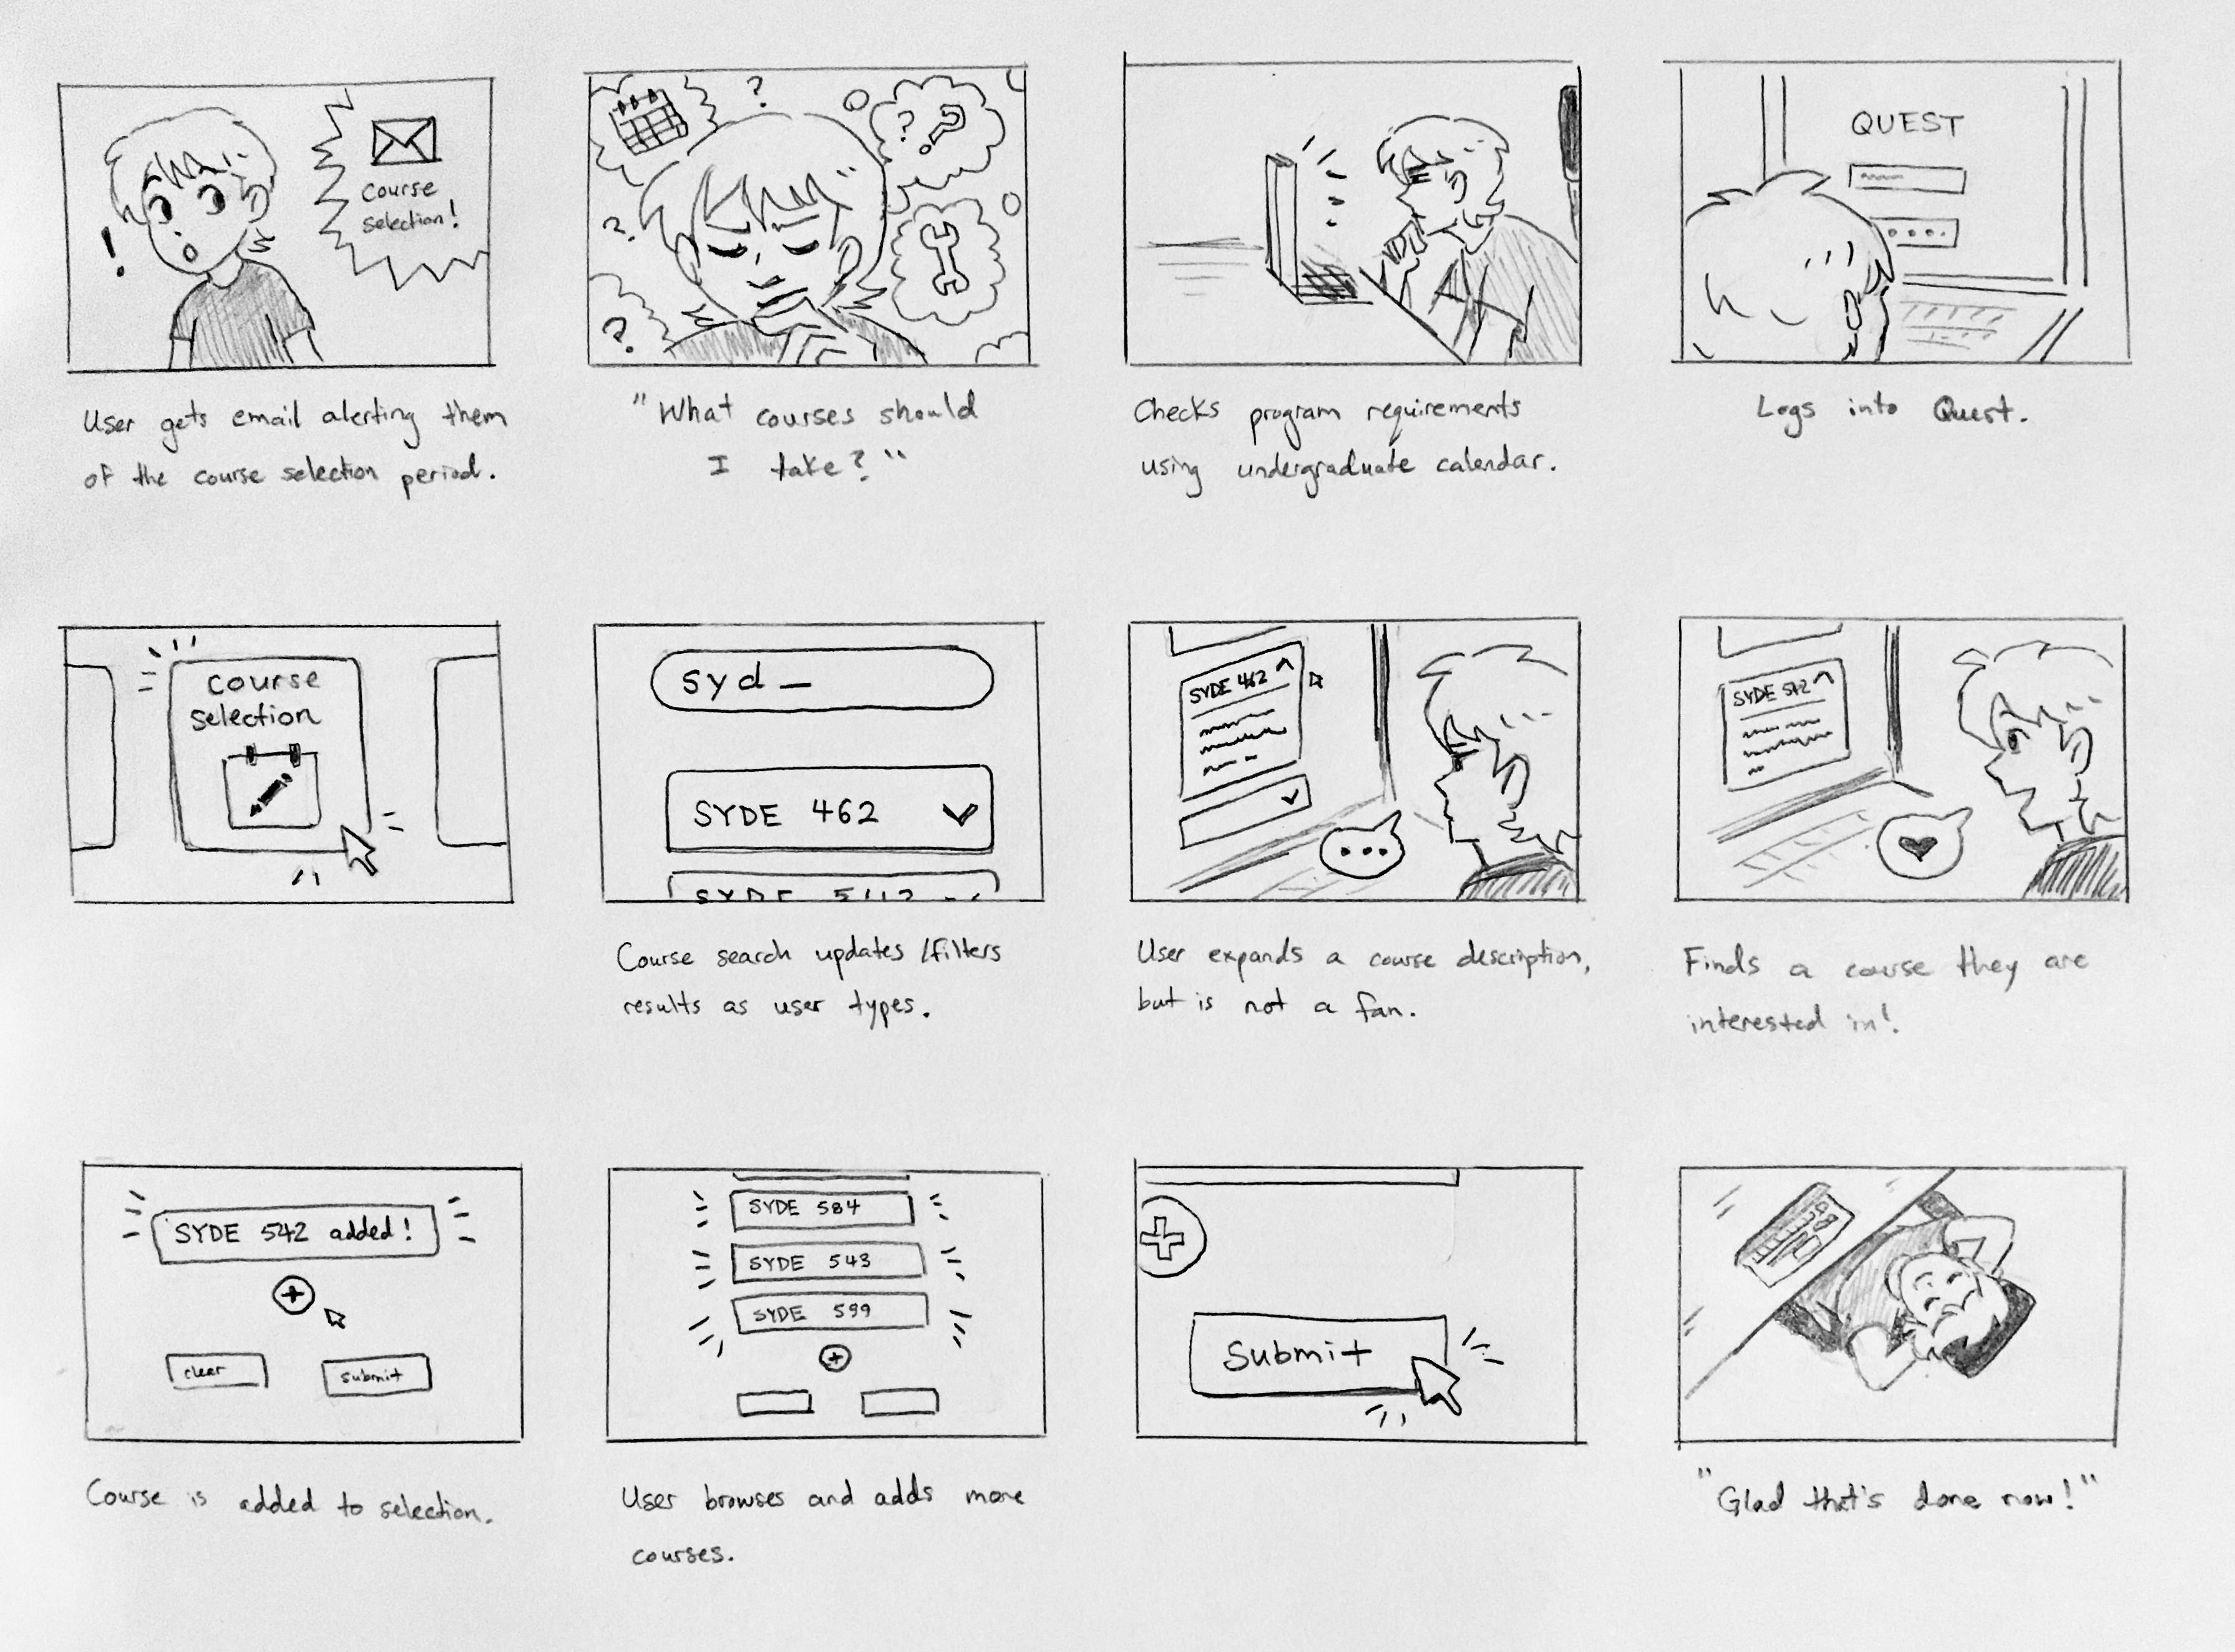 course
selection!
User gets email alerting them
of the course selection period.
?
?
?
?
"What courses should
I take?"
Checks program requirements
using undergraduate calendar.
QUEST
Logs into Quest.
course
selection
syd _
SYDE 462
SYDE 542
Course search updates/filters
results as user types.
SYDE 462
...
User expands a course description,
but is not a fan.
SYDE 542
Finds a course they are
interested in!
SYDE 542 added!
+
clear
submit
Course is added to selection.
SYDE 584
SYDE 543
SYDE 599
+
User browses and adds more
courses.
+
Submit
"Glad that's done now!"